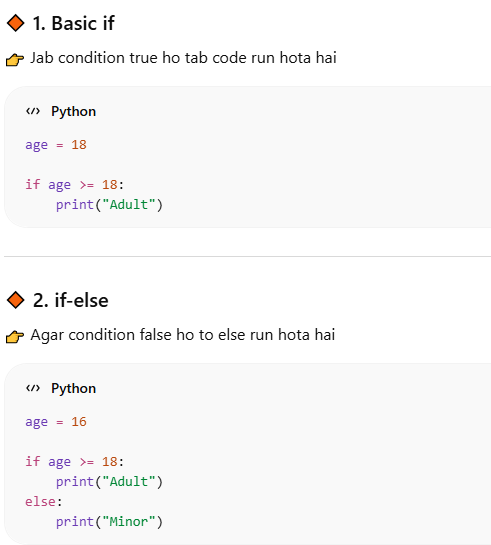 🔶 1. Basic if
👉 Jab condition true ho tab code run hota hai
</> Python
age = 18
if age >= 18:
    print("Adult")
🔶 2. if-else
👉 Agar condition false ho to else run hota hai
</> Python
age = 16
if age >= 18:
    print("Adult")
else:
    print("Minor")